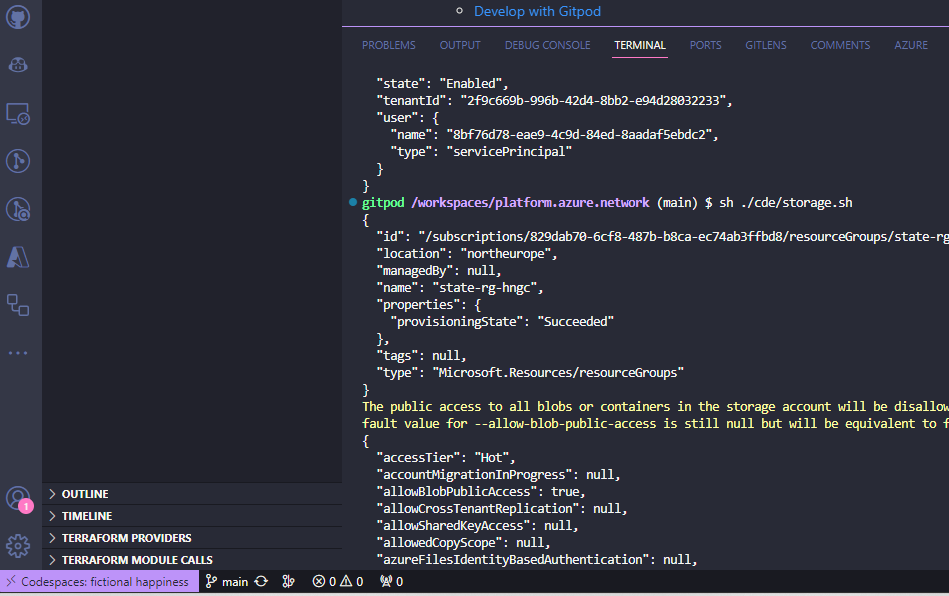 Develop with Gitpod
PROBLEMS OUTPUT DEBUG CONSOLE TERMINAL PORTS GITLENS COMMENTS AZURE
"state": "Enabled",
"tenantId": "2f9c669b-996b-42d4-8bb2-e94d28032233",
"user": {
"name": "8bf76d78-eae9-4c9d-84ed-8aadaf5ebdc2",
"type": "servicePrincipal"
}
}
gitpod /workspaces/platform.azure.network (main) $ sh ./cde/storage.sh
{
"id": "/subscriptions/829dab70-6cf8-487b-b8ca-ec74ab3ffbd8/resourceGroups/state-rg
"location": "northeurope",
"managedBy": null,
"name": "state-rg-hngc",
"properties": {
"provisioningState": "Succeeded"
},
"tags": null,
"type": "Microsoft.Resources/resourceGroups"
}
The public access to all blobs or containers in the storage account will be disallow
fault value for --allow-blob-public-access is still null but will be equivalent to f
{
"accessTier": "Hot",
"accountMigrationInProgress": null,
"allowBlobPublicAccess": true,
"allowCrossTenantReplication": null,
"allowSharedKeyAccess": null,
"allowedCopyScope": null,
"azureFilesIdentityBasedAuthentication": null,
OUTLINE
TIMELINE
TERRAFORM PROVIDERS
TERRAFORM MODULE CALLS
1
Codespaces: fictional happiness main 0 0 0